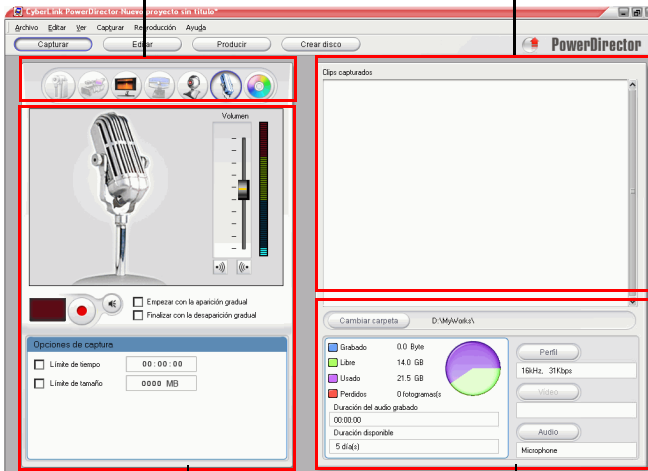 CyberLink PowerDirector Nuevo proyecto sin título*
Archivo Editar Ver Capturar Reproducción Ayuda
Capturar Editar Producir Crear disco PowerDirector
Clips capturados
Volumen
Empezar con la aparición gradual
Finalizar con la desaparición gradual
Opciones de captura
Límite de tiempo 00:00:00
Límite de tamaño 0000 MB
Cambiar carpeta D:\MyWorks\
Grabado 0.0 Byte
Libre 14.0 GB
Usado 21.5 GB
Perdidos 0 fotogramas(s
Duración del audio grabado
00:00:00
Duración disponible
5 día(s)
Perfil
16kHz, 31Kbps
Vídeo
Audio
Microphone